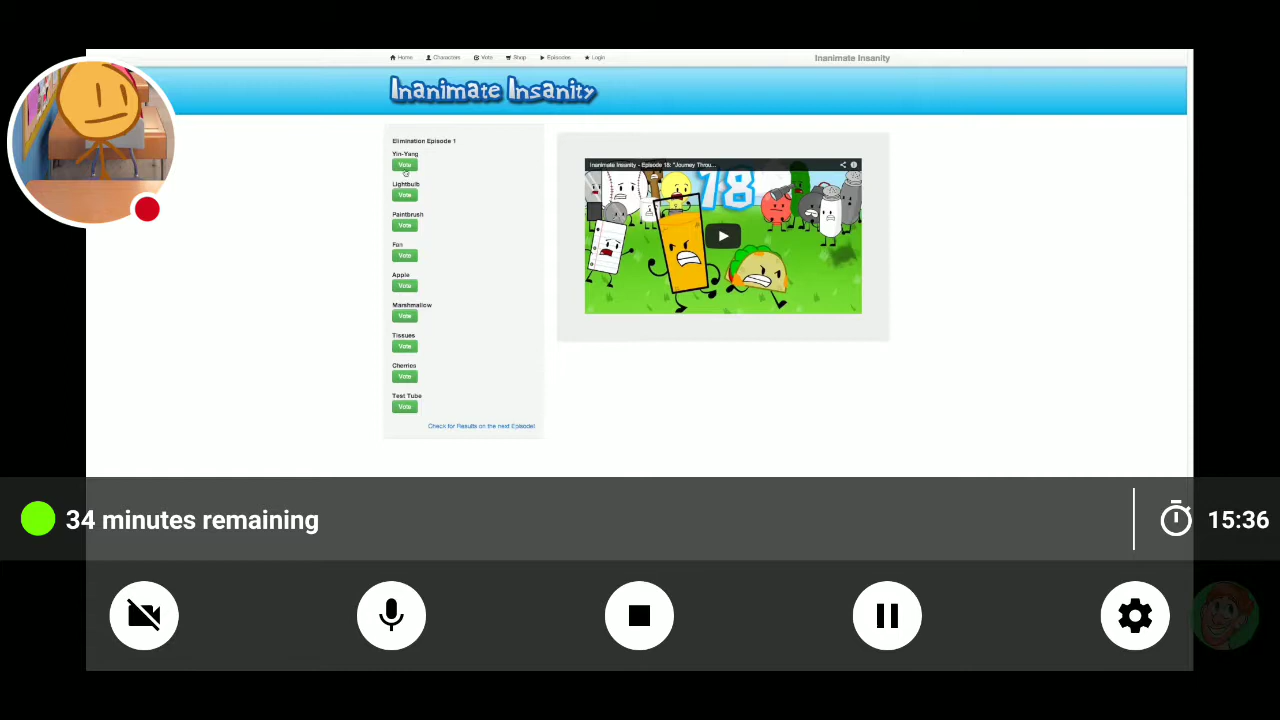 Home Characters Vote Shop Episodes Login
Inanimate Insanity
Inanimate Insanity
Elimination Episode 1
Yin-Yang
Vote
Lightbulb
Vote
Paintbrush
Vote
Fan
Vote
Apple
Vote
Marshmallow
Vote
Tissues
Vote
Cherries
Vote
Test Tube
Vote
Check for Results on the next Episode!
Inanimate Insanity - Episode 18: "Journey Throu...
18
34 minutes remaining
15:36